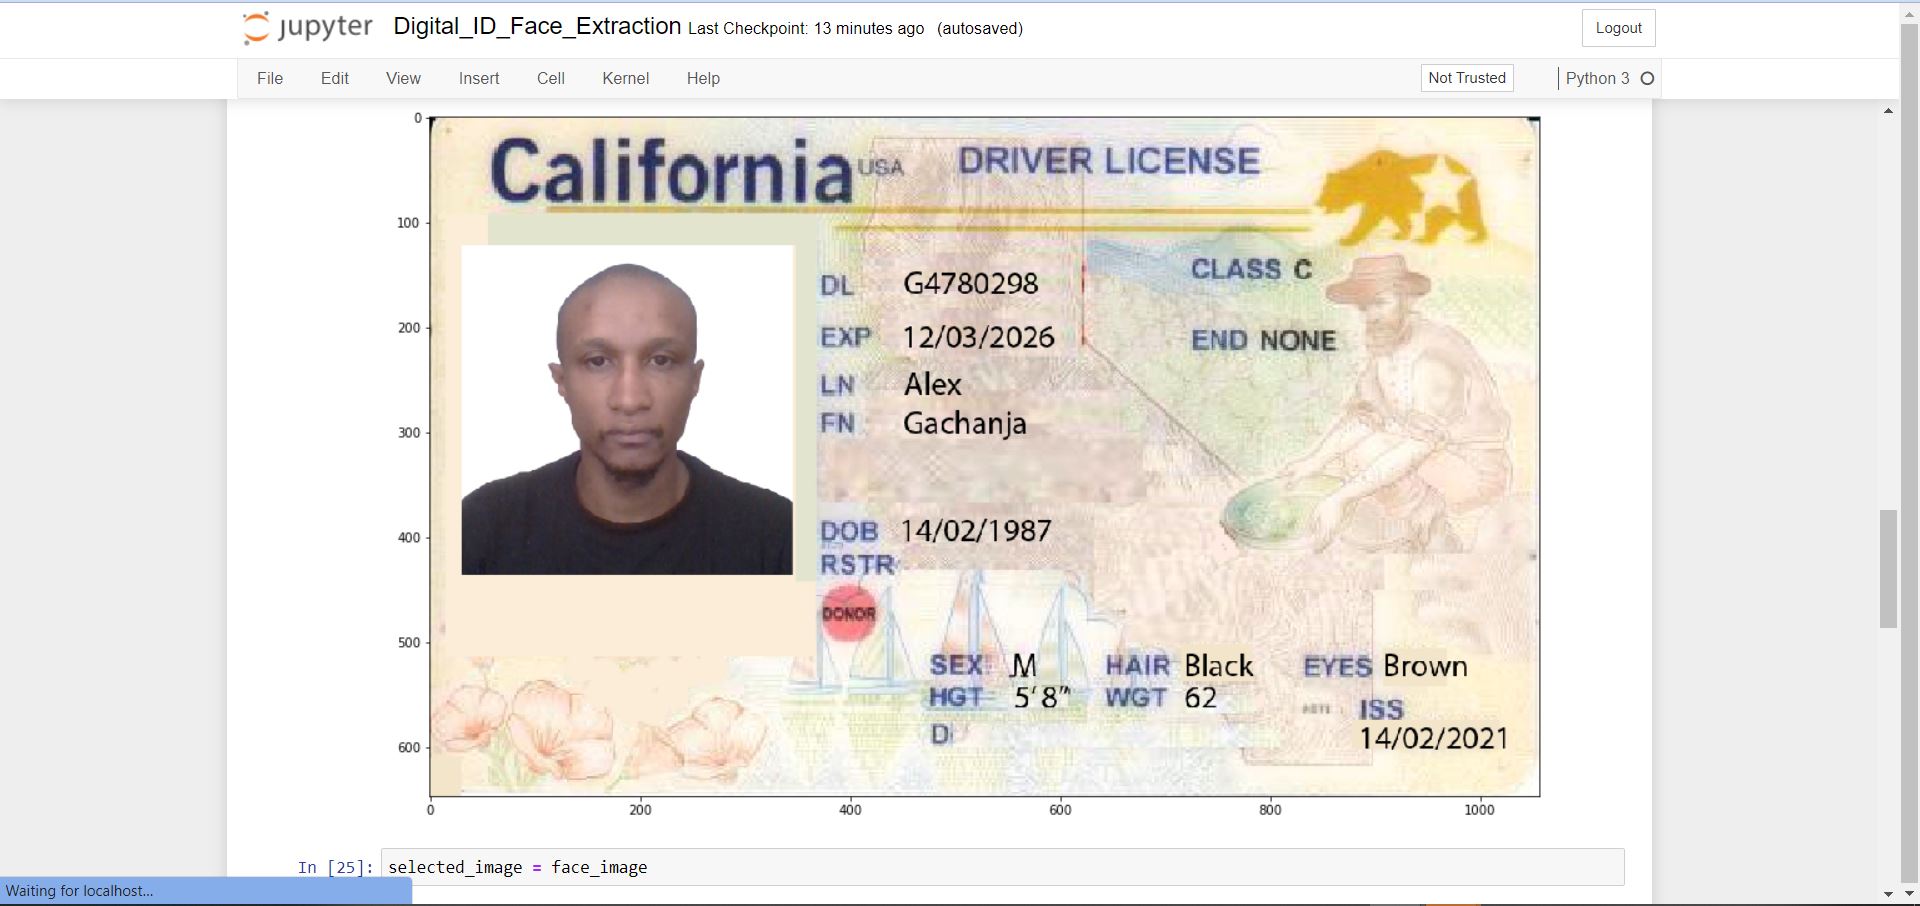 jupyter Digital_ID_Face_Extraction Last Checkpoint: 13 minutes ago (autosaved) Logout
File Edit View Insert Cell Kernel Help Not Trusted Python 3
California USA DRIVER LICENSE
DL G4780298 CLASS C
EXP 12/03/2026 END NONE
LN Alex
FN Gachanja
DOB 14/02/1987
RSTR
DONOR
SEX M HAIR Black EYES Brown
HGT 5'8" WGT 62 ISS
D 14/02/2021
0
100
200
300
400
500
600
0 200 400 600 800 1000
In [25]: selected_image = face_image
Waiting for localhost...